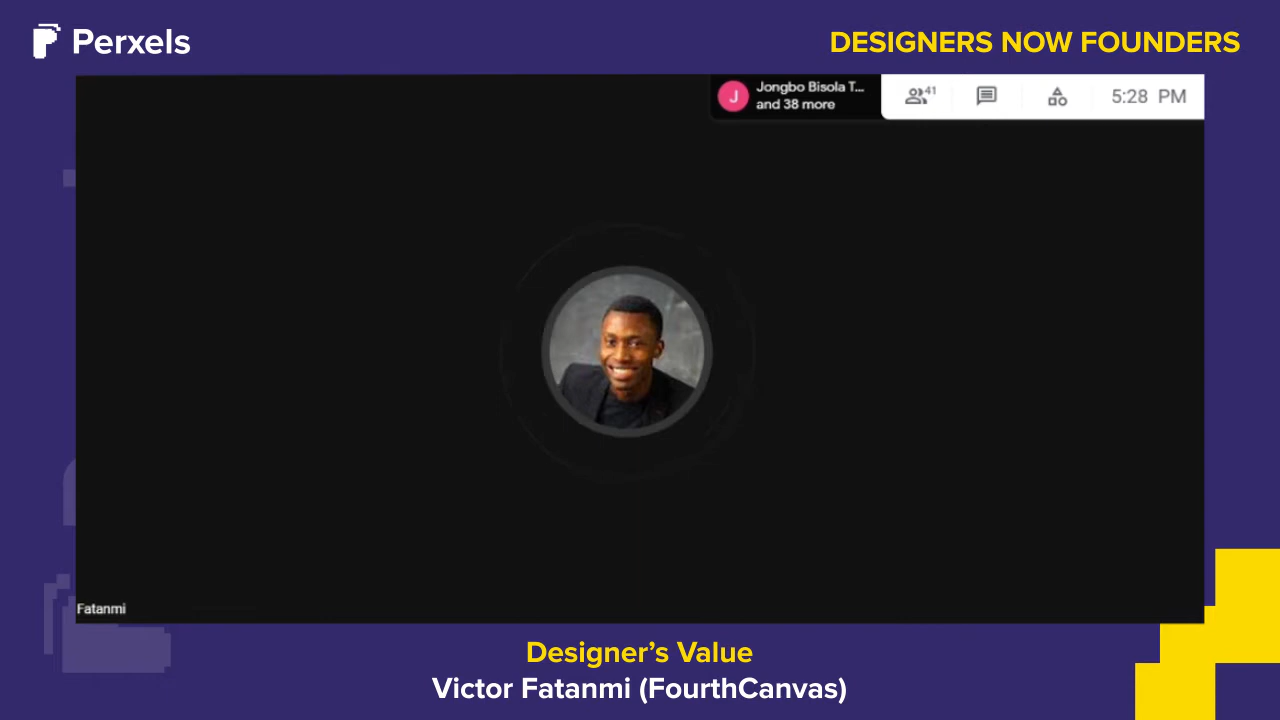 Perxels
DESIGNERS NOW FOUNDERS
J
Jongbo Bisola T...
and 38 more
41
5:28 PM
Fatanmi
Designer’s Value
Victor Fatanmi (FourthCanvas)